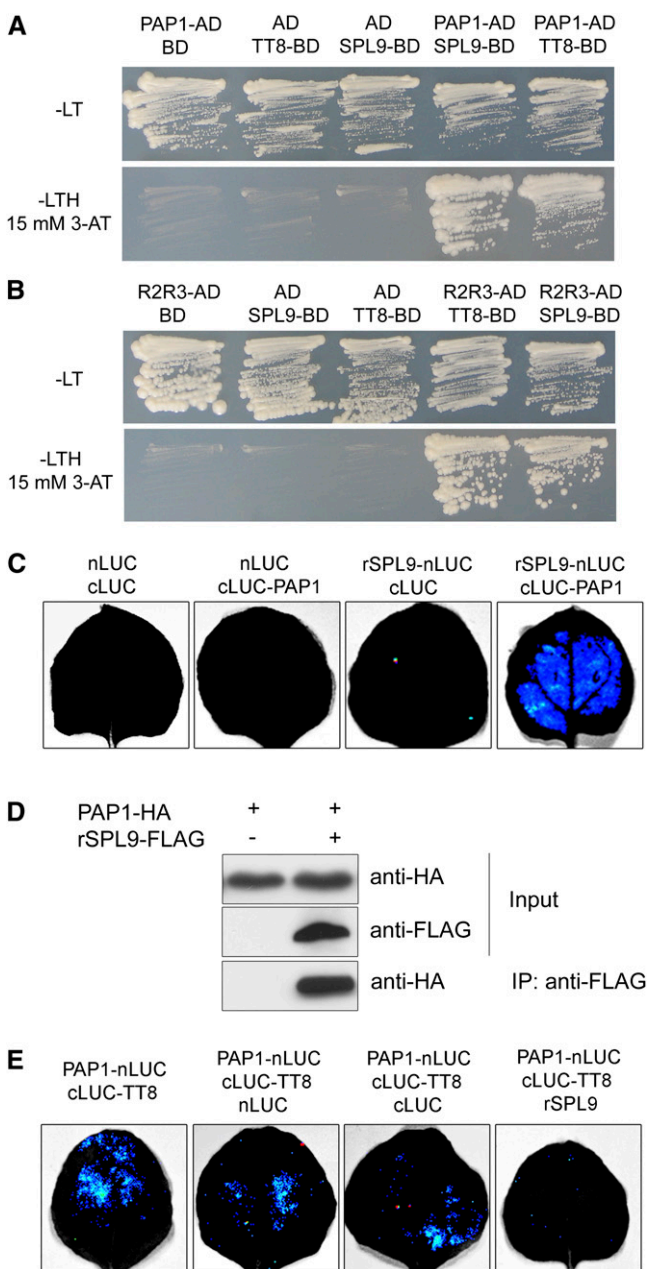 A
PAP1-AD AD AD PAP1-AD PAP1-AD
BD TT8-BD SPL9-BD SPL9-BD TT8-BD
-LT
-LTH
15 mM 3-AT
B
R2R3-AD AD AD R2R3-AD R2R3-AD
BD SPL9-BD TT8-BD TT8-BD SPL9-BD
-LT
-LTH
15 mM 3-AT
C
nLUC nLUC rSPL9-nLUC rSPL9-nLUC
cLUC cLUC-PAP1 cLUC cLUC-PAP1
D
PAP1-HA + +
rSPL9-FLAG - +
anti-HA
Input
anti-FLAG
anti-HA IP: anti-FLAG
E
PAP1-nLUC PAP1-nLUC PAP1-nLUC PAP1-nLUC
cLUC-TT8 cLUC-TT8 cLUC-TT8 cLUC-TT8
nLUC cLUC rSPL9